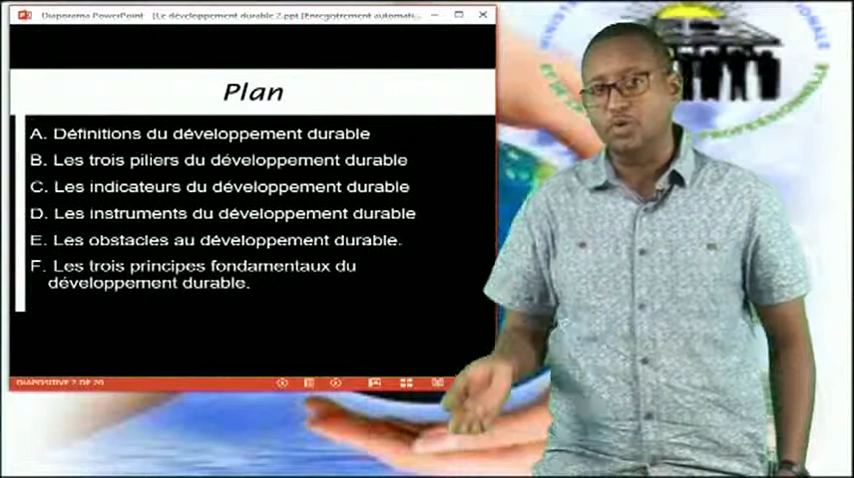 Diaporama PowerPoint - [Le développement durable 2.ppt [Enregistrement automati...
Plan
A. Définitions du développement durable
B. Les trois piliers du développement durable
C. Les indicateurs du développement durable
D. Les instruments du développement durable
E. Les obstacles au développement durable.
F. Les trois principes fondamentaux du
développement durable.
DIAPOSITIVE 2 DE 20
PROFESSIONNELLE